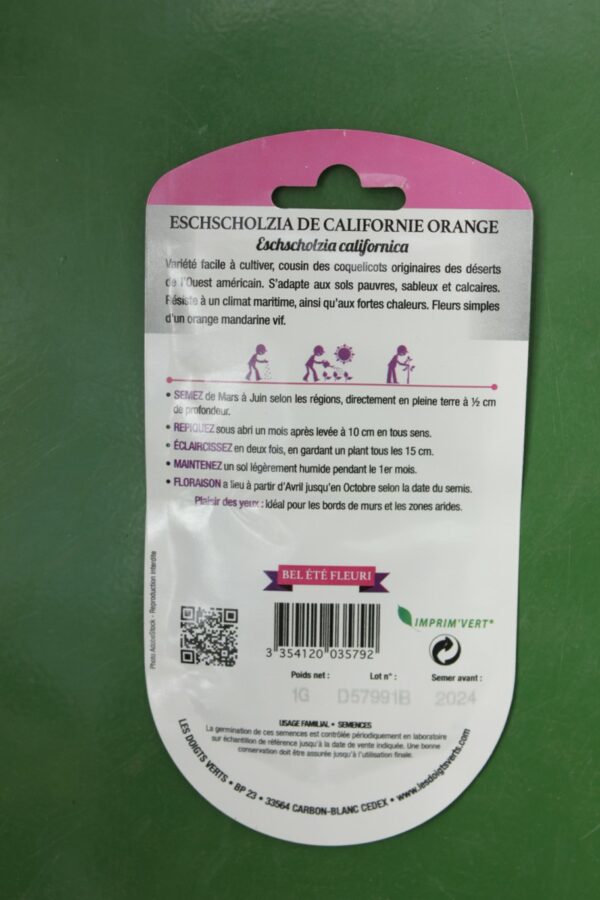 ESCHSCHOLZIA DE CALIFORNIE ORANGE
Eschscholzia californica
Variété facile à cultiver, cousin des coquelicots originaires des déserts
de l'Ouest américain. S'adapte aux sols pauvres, sableux et calcaires.
Résiste à un climat maritime, ainsi qu'aux fortes chaleurs. Fleurs simples
d'un orange mandarine vif.
• SEMEZ de Mars à Juin selon les régions, directement en pleine terre à ½ cm
de profondeur.
• REPIQUEZ sous abri un mois après levée à 10 cm en tous sens.
• ÉCLAIRCISSEZ en deux fois, en gardant un plant tous les 15 cm.
• MAINTENEZ un sol légèrement humide pendant le 1er mois.
• FLORAISON a lieu à partir d'Avril jusqu'en Octobre selon la date du semis.
Plaisir des yeux : Idéal pour les bords de murs et les zones arides.
Photo AdobeStock - Reproduction interdite
BEL ÉTÉ FLEURI
IMPRIM'VERT®
3 354120 035792
Poids net : Lot n° : Semer avant :
1G D57991B 2024
USAGE FAMILIAL • SEMENCES
La germination de ces semences est contrôlée périodiquement en laboratoire
sur échantillon de référence jusqu'à la date de vente indiquée. Une bonne
conservation doit être assurée jusqu'à l'utilisation finale.
LES DOIGTS VERTS • BP 23 • 33564 CARBON-BLANC CEDEX • www.lesdoigtsverts.com